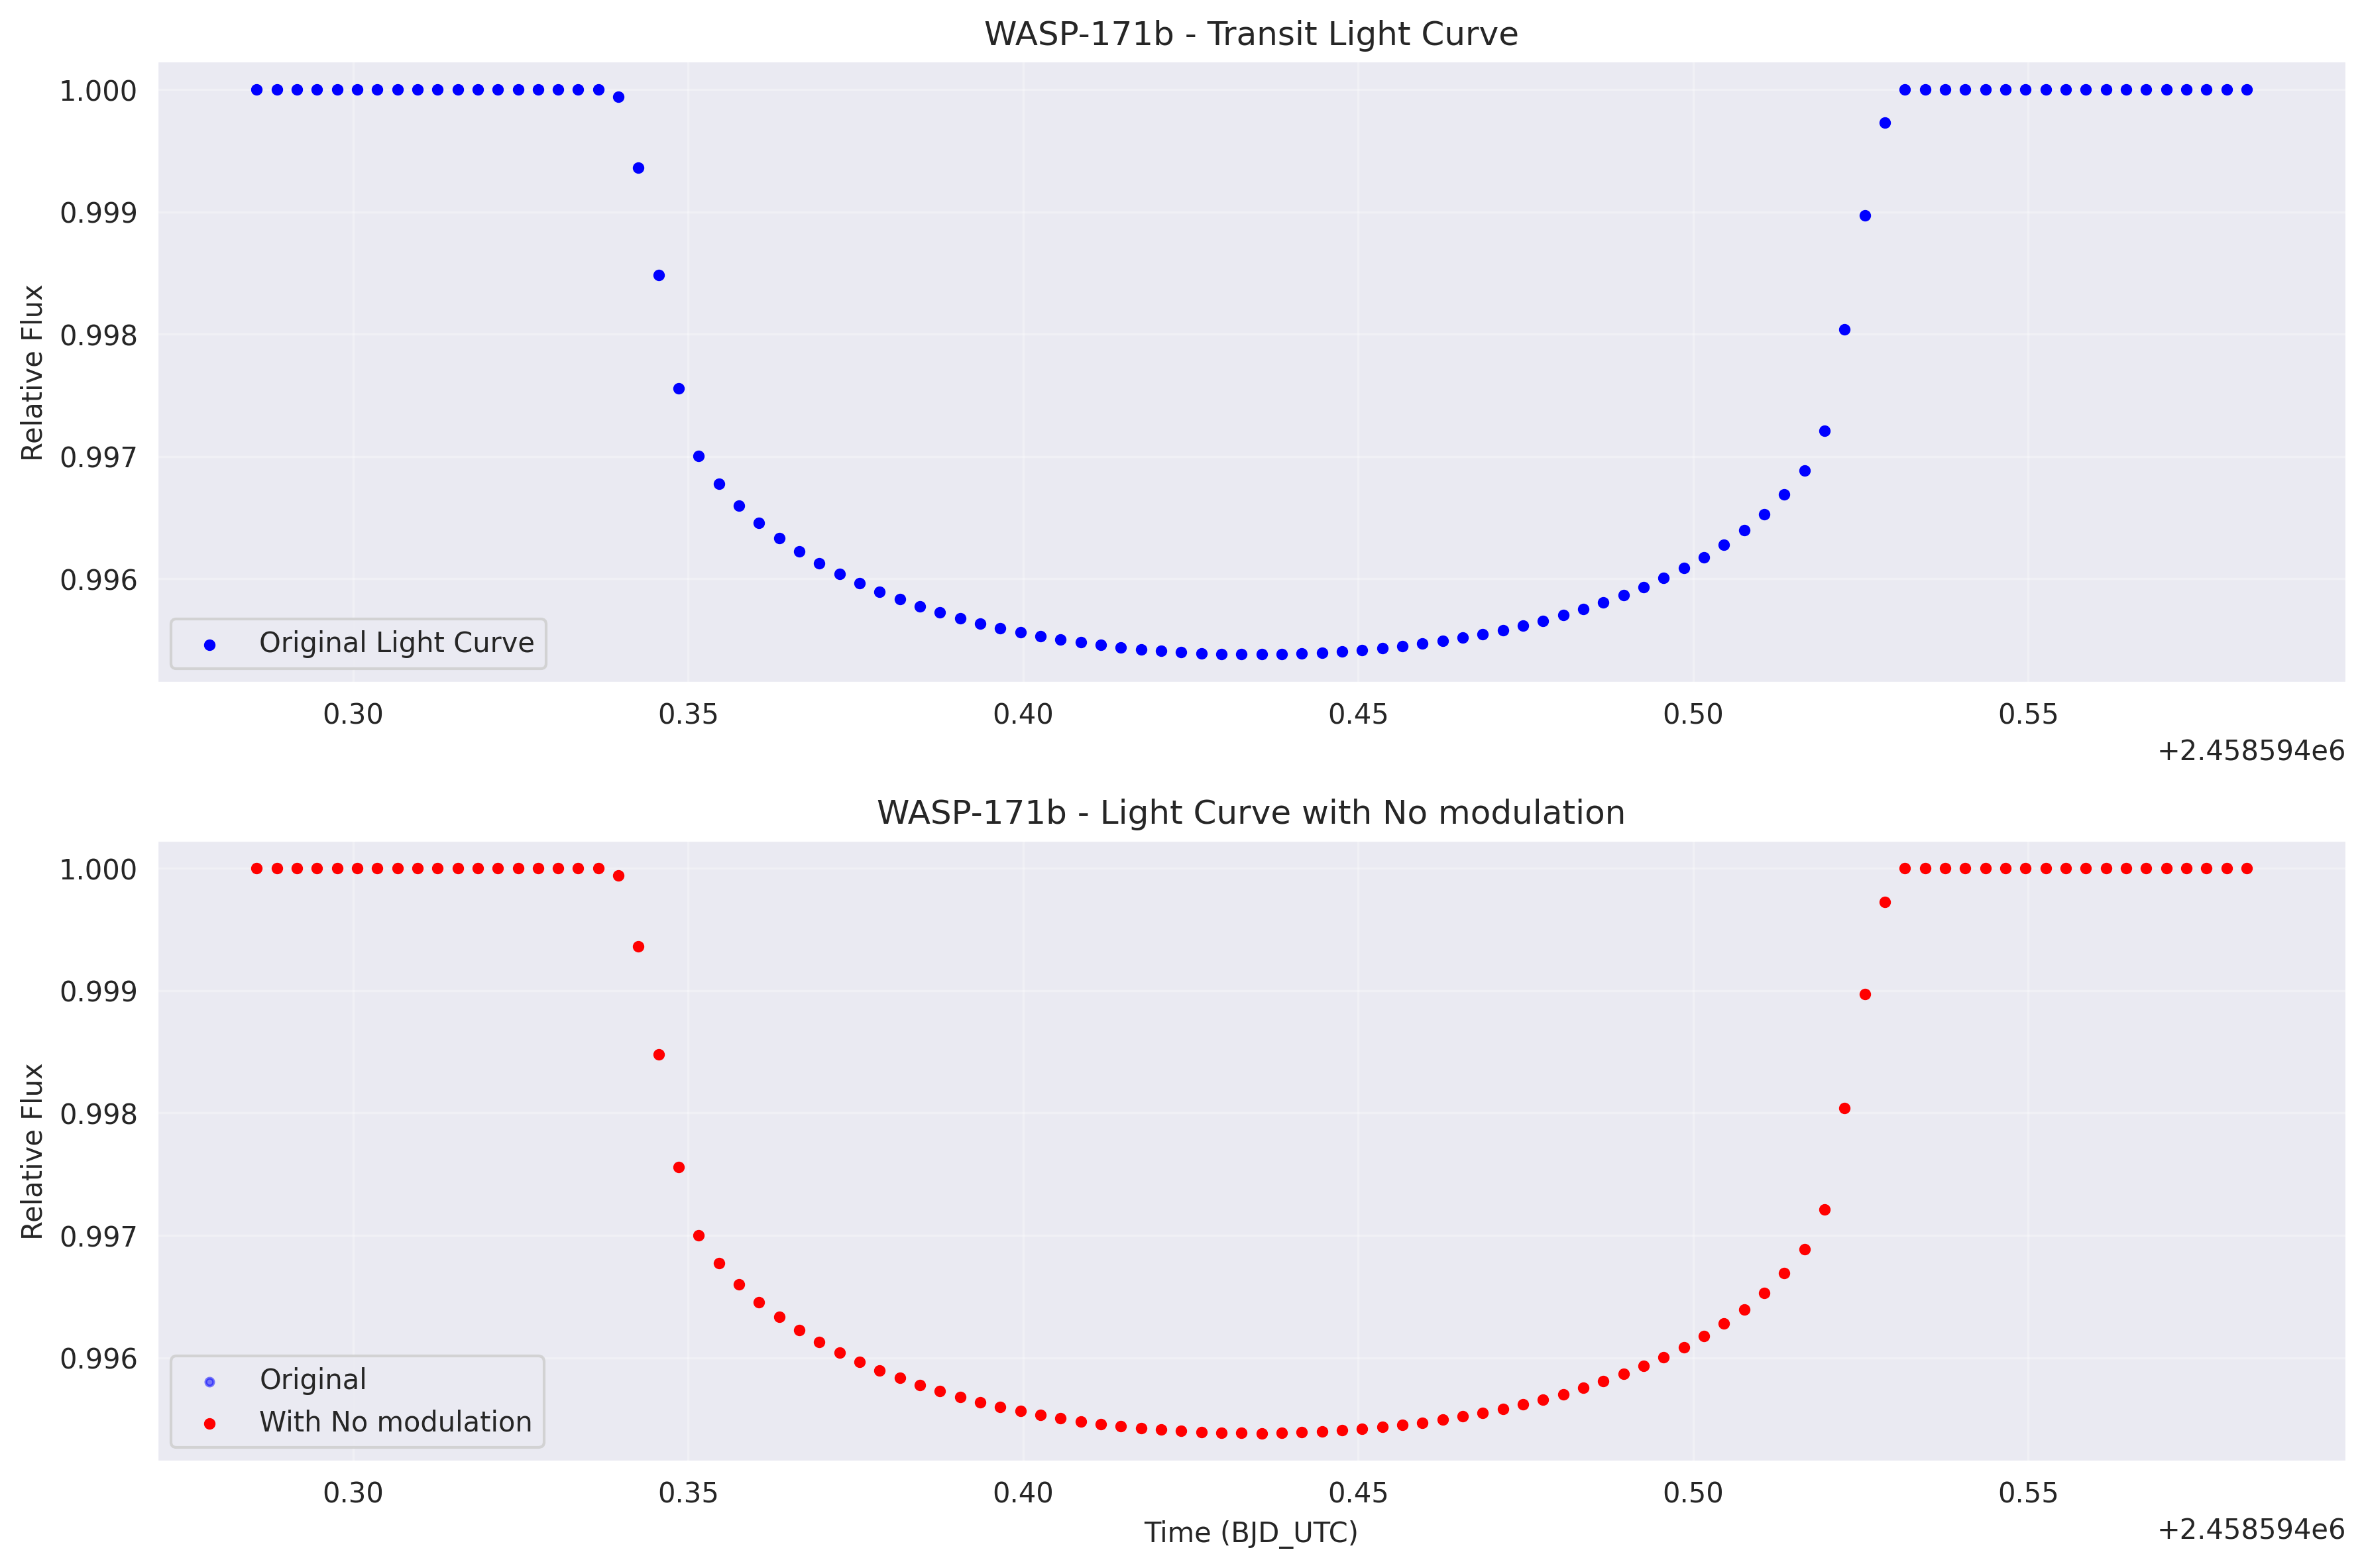 WASP-171b - Transit Light Curve
Relative Flux
1.000
0.999
0.998
0.997
0.996
Original Light Curve
0.30 0.35 0.40 0.45 0.50 0.55
+2.458594e6
WASP-171b - Light Curve with No modulation
Relative Flux
1.000
0.999
0.998
0.997
0.996
Original
With No modulation
0.30 0.35 0.40 0.45 0.50 0.55
Time (BJD_UTC)
+2.458594e6